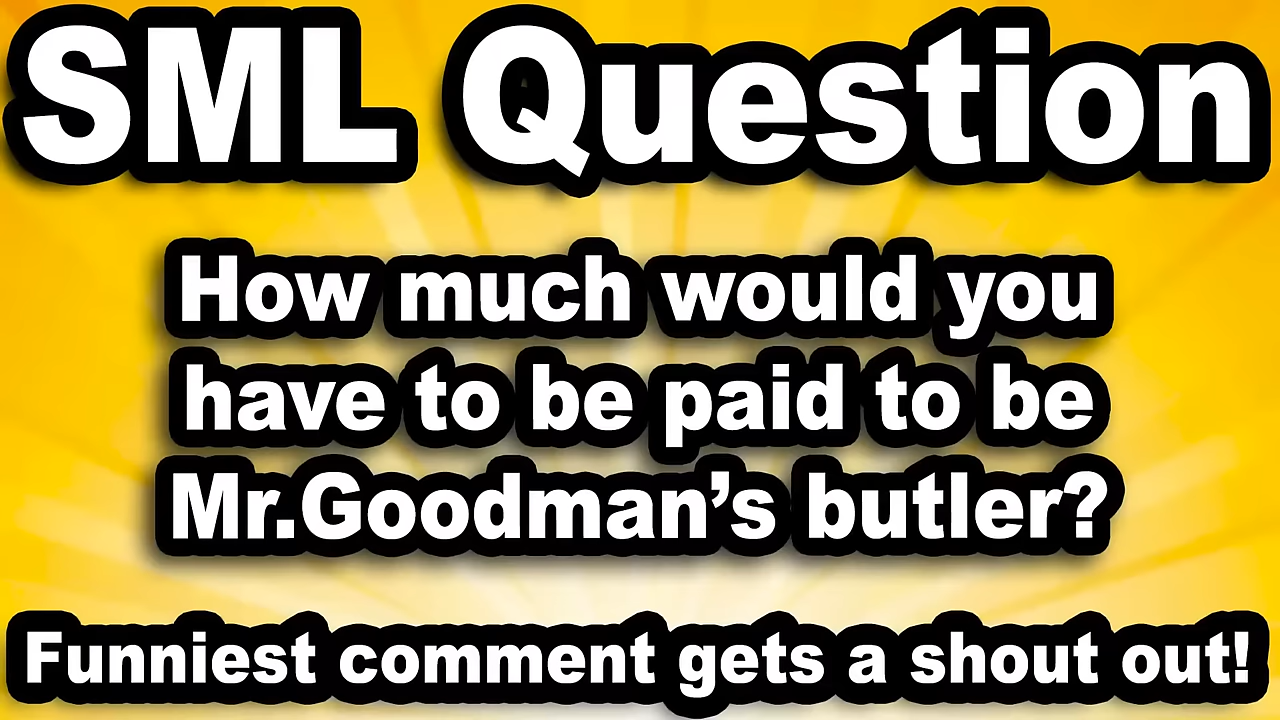 SML Question
How much would you
have to be paid to be
Mr.Goodman’s butler?
Funniest comment gets a shout out!